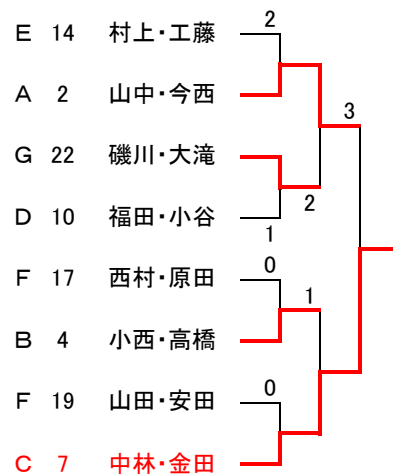 E 14 村上・工藤 2
A 2 山中・今西
3
G 22 磯川・大滝
2
D 10 福田・小谷 1
F 17 西村・原田 0
1
B 4 小西・高橋
F 19 山田・安田 0
C 7 中林・金田